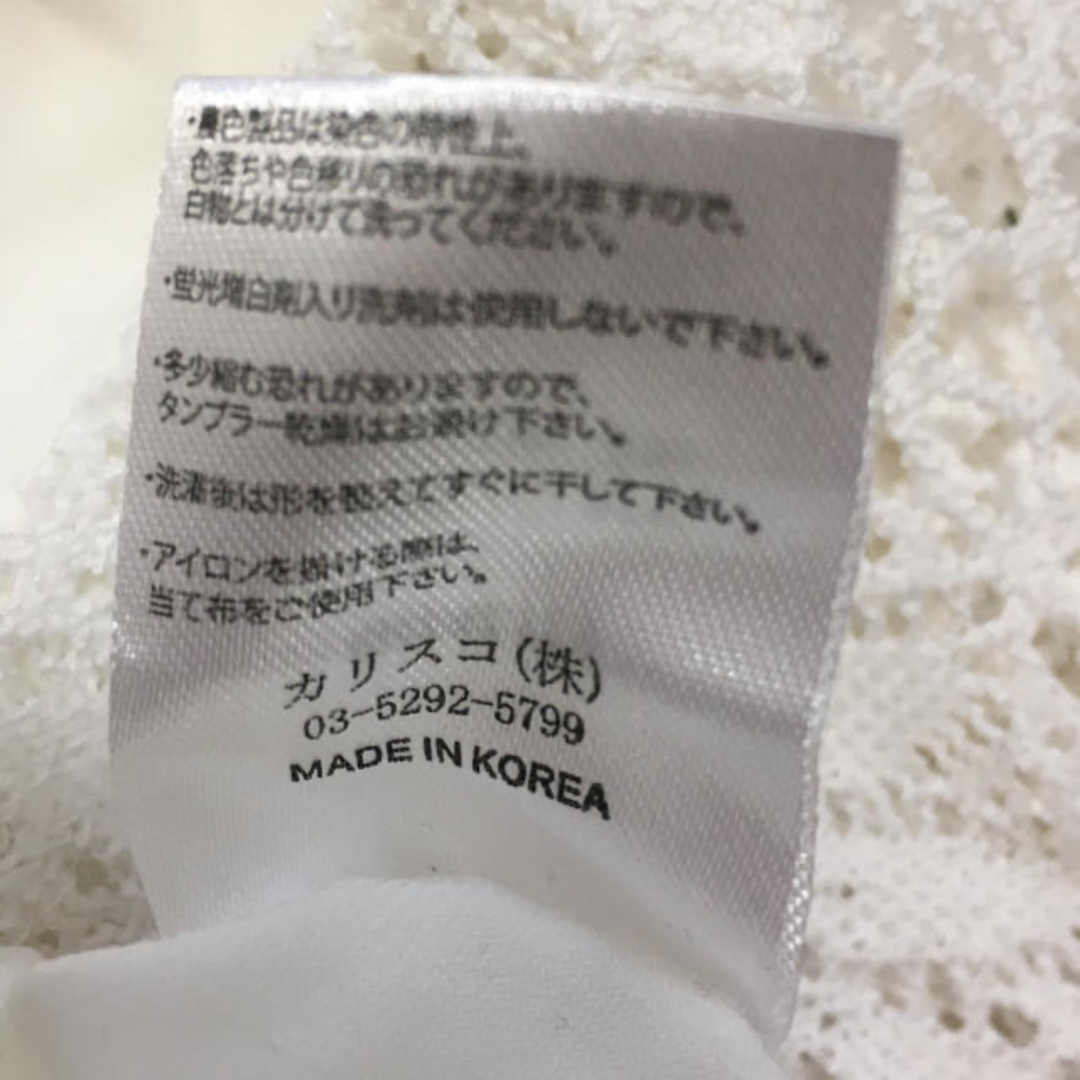 ・濃色製品は染色の特性上、
色落ちや色移りの恐れがありますので、
白物とは分けて洗ってください。
・蛍光増白剤入り洗剤は使用しないで下さい。
・多少縮む恐れがありますので、
タンブラー乾燥はお避け下さい。
・洗濯後は形を整えてすぐに干して下さい。
・アイロンを掛ける際は、
当て布をご使用下さい。
カリスコ(株)
03-5292-5799
MADE IN KOREA